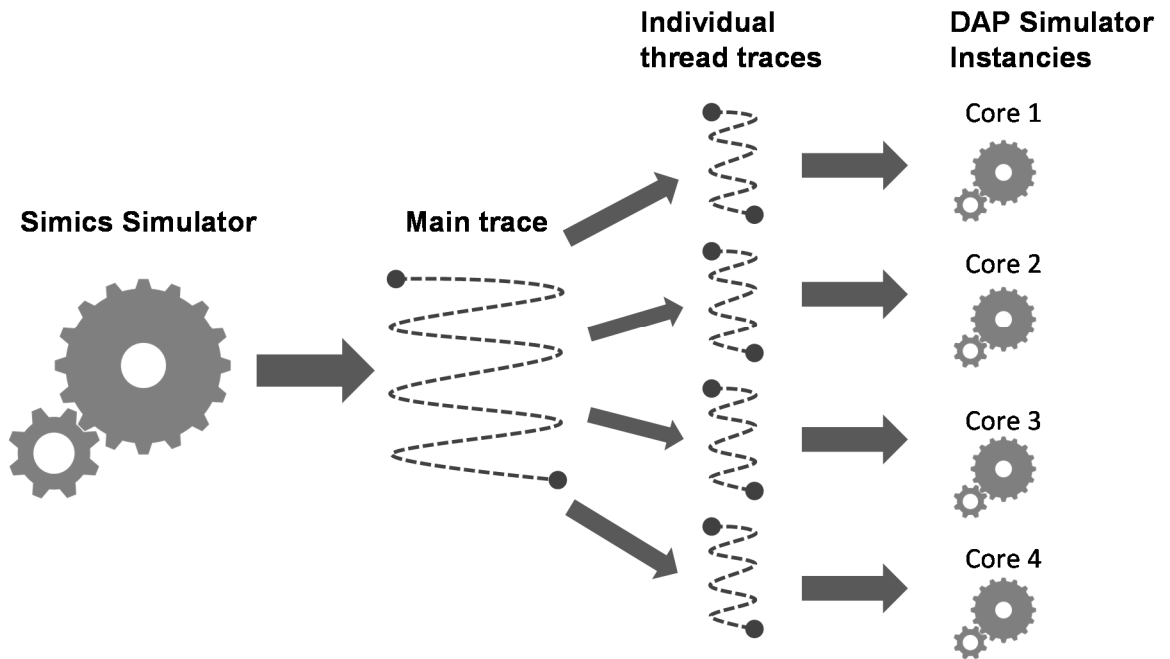 Simics Simulator
Main trace
Individual
thread traces
DAP Simulator
Instancies
Core 1
Core 2
Core 3
Core 4